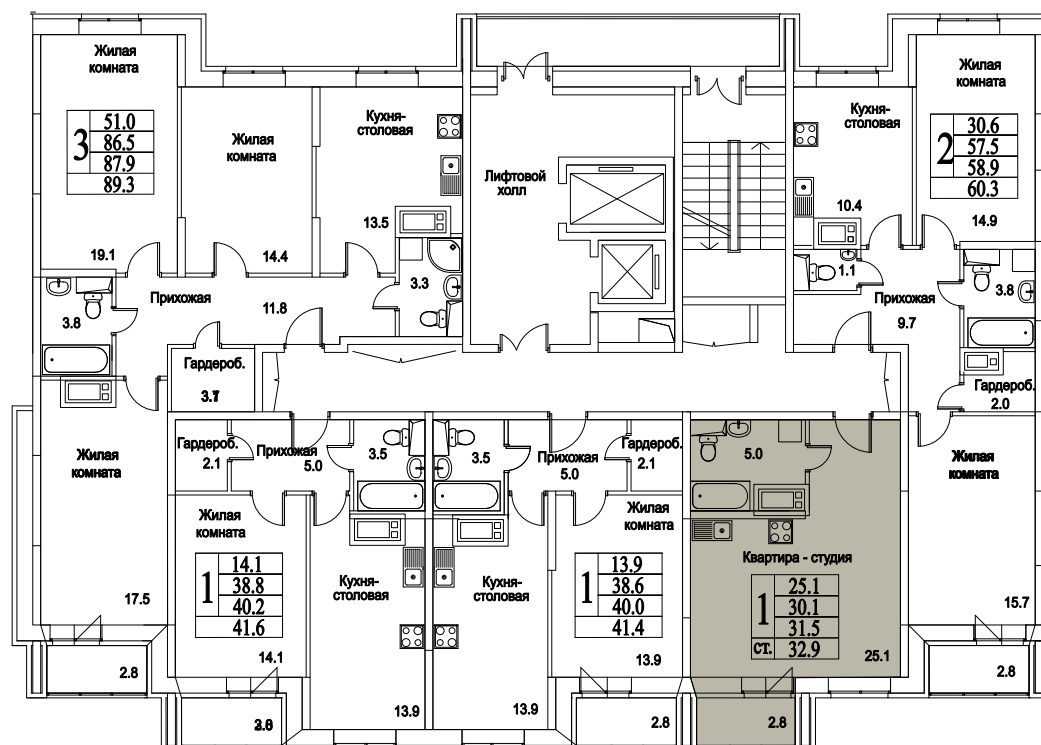 Жилая
комната
3
51.0
86.5
87.9
89.3
19.1
Жилая
комната
14.4
Кухня-
столовая
13.5
Лифтовой
холл
Кухня-
столовая
10.4
Жилая
комната
2
30.6
57.5
58.9
60.3
14.9
3.8
Прихожая
11.8
3.3
1.1
Прихожая
9.7
3.8
Гардероб.
Гардероб.
2.0
Жилая
комната
17.5
2.8
Гардероб.
2.1
Прихожая
5.0
3.5
3.5
Прихожая
5.0
Гардероб.
2.1
5.0
Жилая
комната
15.7
2.8
Жилая
комната
1
14.1
38.8
40.2
41.6
14.1
Кухня-
столовая
13.9
Кухня-
столовая
13.9
Жилая
комната
1
13.9
38.6
40.0
41.4
13.9
2.8
Квартира - студия
1
ст.
25.1
30.1
31.5
32.9
25.1
2.8